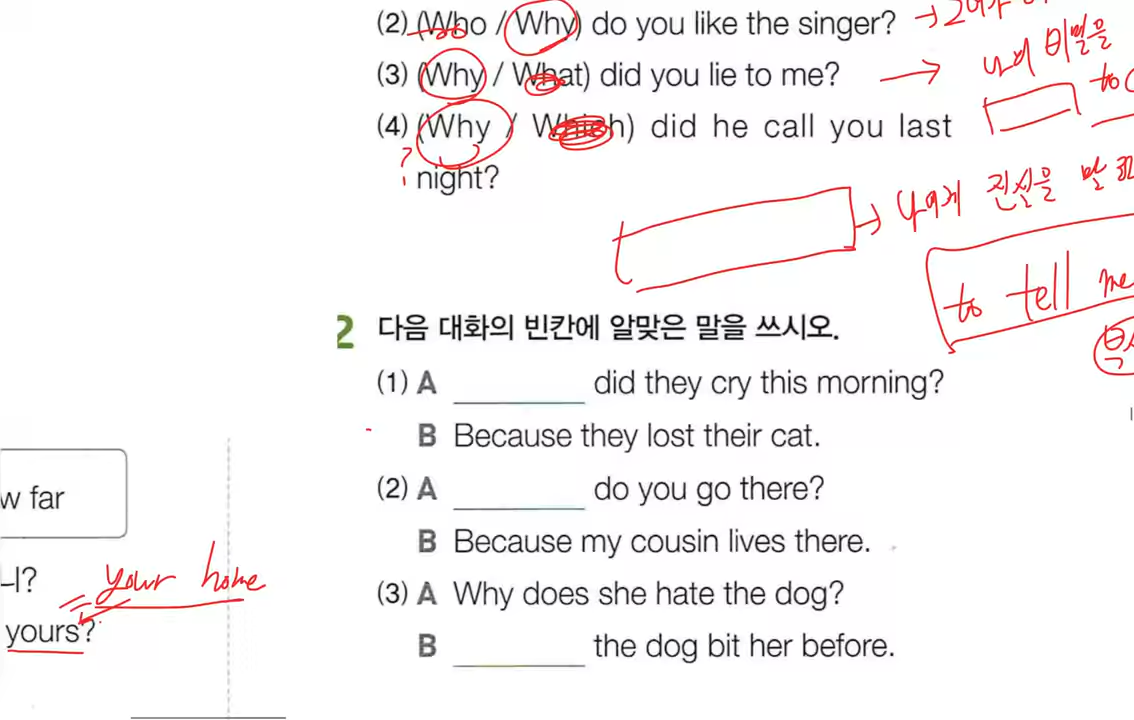 (2) (Who / Why) do you like the singer? →
(3) (Why / What) did you lie to me? → 나의 비밀을
(4) (Why / Which) did he call you last
night?
→ 나에게 진실을 말
to tell me
2 다음 대화의 빈칸에 알맞은 말을 쓰시오.
(1) A ________ did they cry this morning?
B Because they lost their cat.
(2) A ________ do you go there?
B Because my cousin lives there.
(3) A Why does she hate the dog?
B ________ the dog bit her before.
w far
–I? your home
= yours?